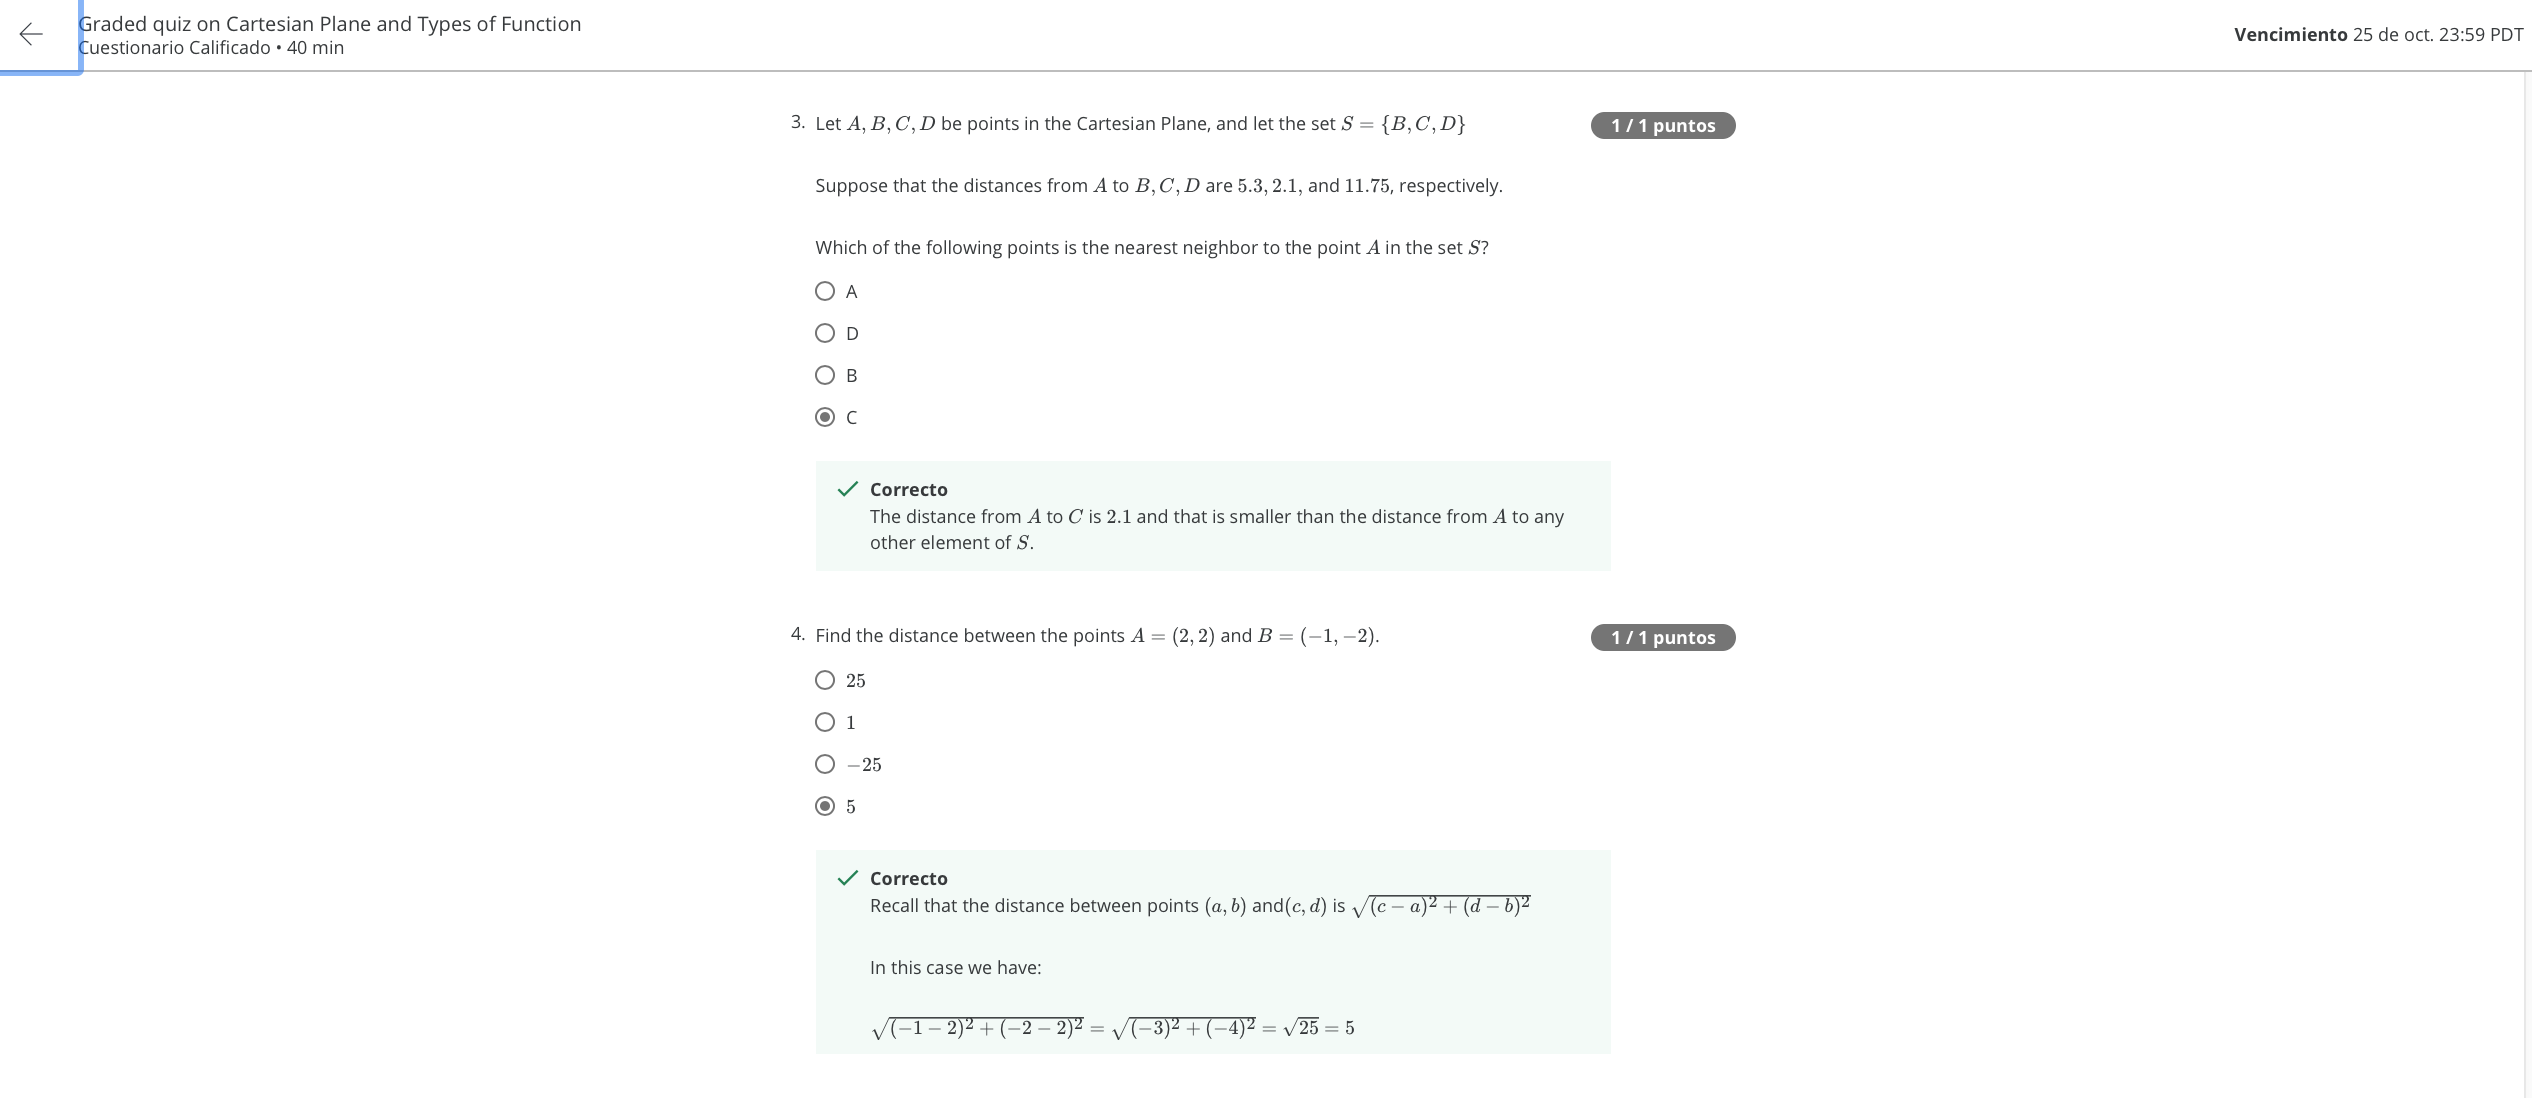 Graded quiz on Cartesian Plane and Types of Function
Cuestionario Calificado • 40 min
Vencimiento 25 de oct. 23:59 PDT
3. Let A, B, C, D be points in the Cartesian Plane, and let the set S = {B, C, D}
1 / 1 puntos
Suppose that the distances from A to B, C, D are 5.3, 2.1, and 11.75, respectively.
Which of the following points is the nearest neighbor to the point A in the set S?
A
D
B
C
Correcto
The distance from A to C is 2.1 and that is smaller than the distance from A to any
other element of S.
4. Find the distance between the points A = (2, 2) and B = (−1, −2).
1 / 1 puntos
25
1
−25
5
Correcto
Recall that the distance between points (a, b) and(c, d) is √(c − a)² + (d − b)²
In this case we have:
√(−1 − 2)² + (−2 − 2)² = √(−3)² + (−4)² = √25 = 5